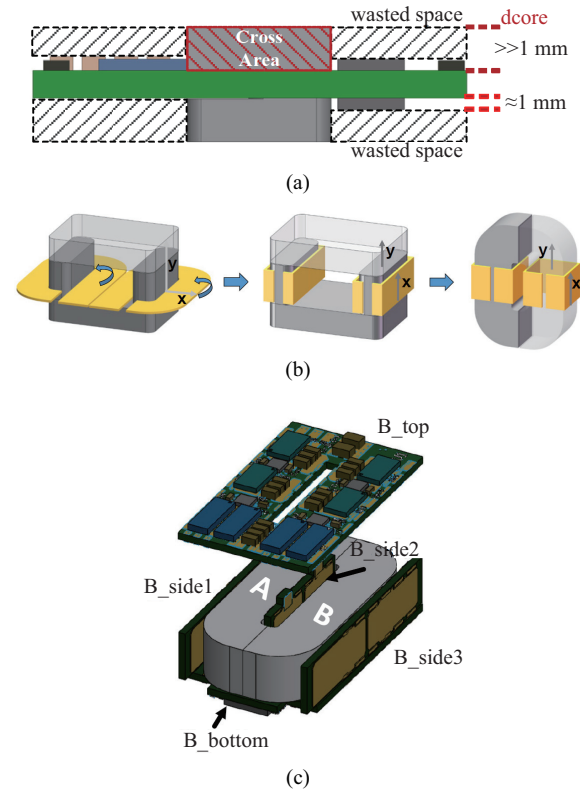 wasted space
dcore
Cross
Area
>>1 mm
≈1 mm
wasted space
(a)
y
x
y
x
y
x
(b)
B_top
B_side2
B_side1
A
B
B_side3
B_bottom
(c)